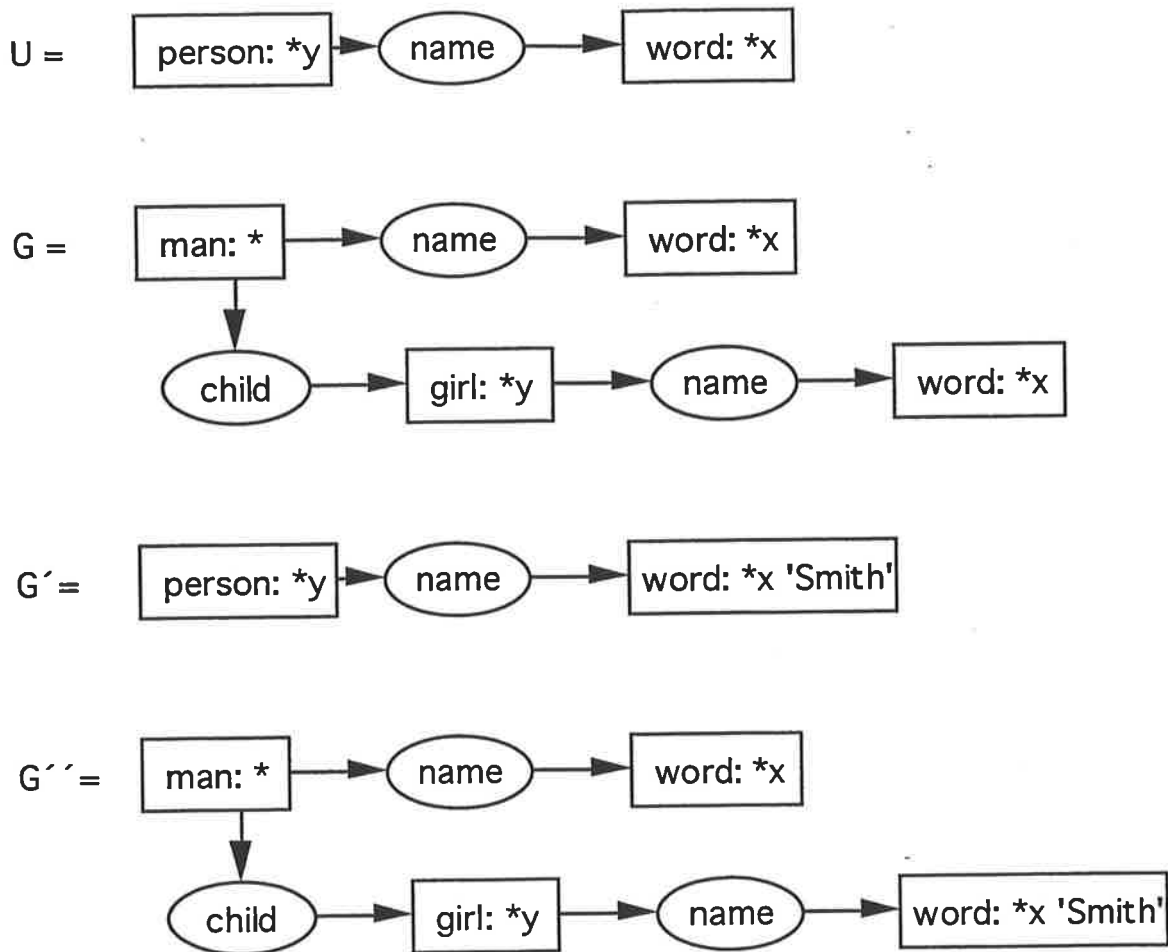 U = person: *y name word: *x
G = man: * name word: *x
child girl: *y name word: *x
G´= person: *y name word: *x 'Smith'
G´´= man: * name word: *x
child girl: *y name word: *x 'Smith'